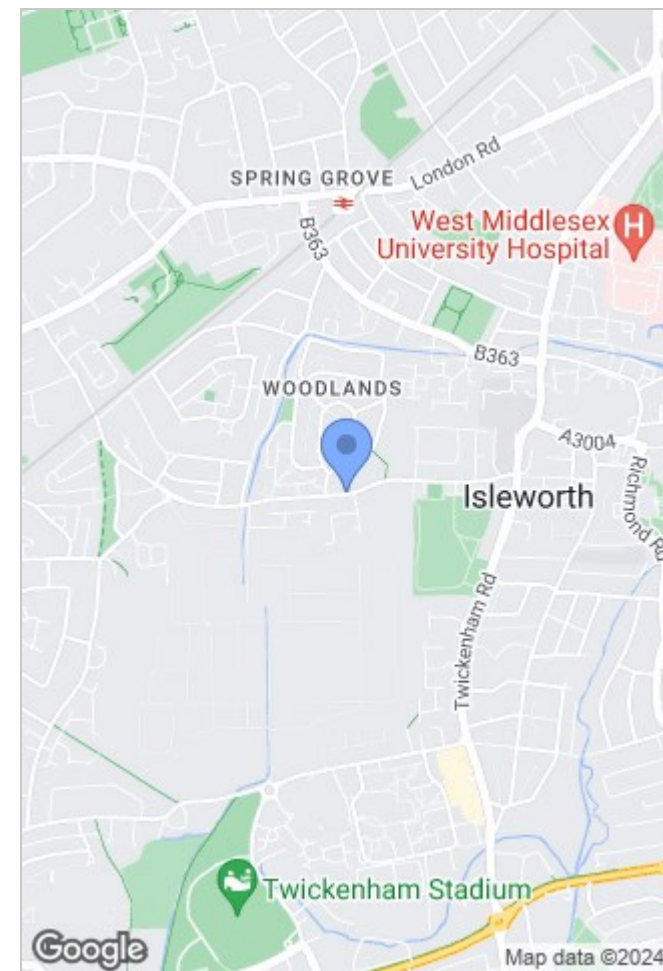 SPRING GROVE
London Rd
B363
West Middlesex
University Hospital
H
B363
WOODLANDS
A3004
Isleworth
Richmond Rd
Twickenham Rd
Twickenham Stadium
Google
Map data ©2024